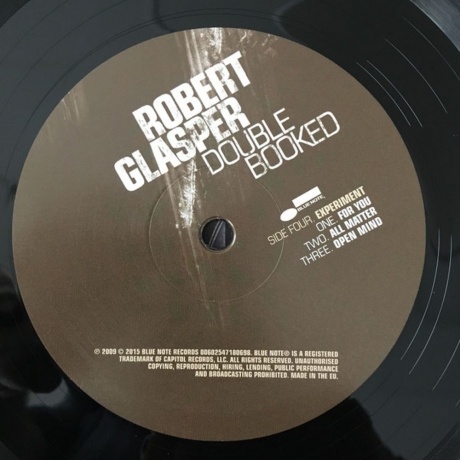 ROBERT
GLASPER
DOUBLE
BOOKED
BLUE NOTE
SIDE FOUR. EXPERIMENT
ONE. FOR YOU
TWO. ALL MATTER
THREE. OPEN MIND
℗ 2009 © 2015 BLUE NOTE RECORDS 00602547180698. BLUE NOTE® IS A REGISTERED
TRADEMARK OF CAPITOL RECORDS, LLC. ALL RIGHTS RESERVED. UNAUTHORISED
COPYING, REPRODUCTION, HIRING, LENDING, PUBLIC PERFORMANCE
AND BROADCASTING PROHIBITED. MADE IN THE EU.